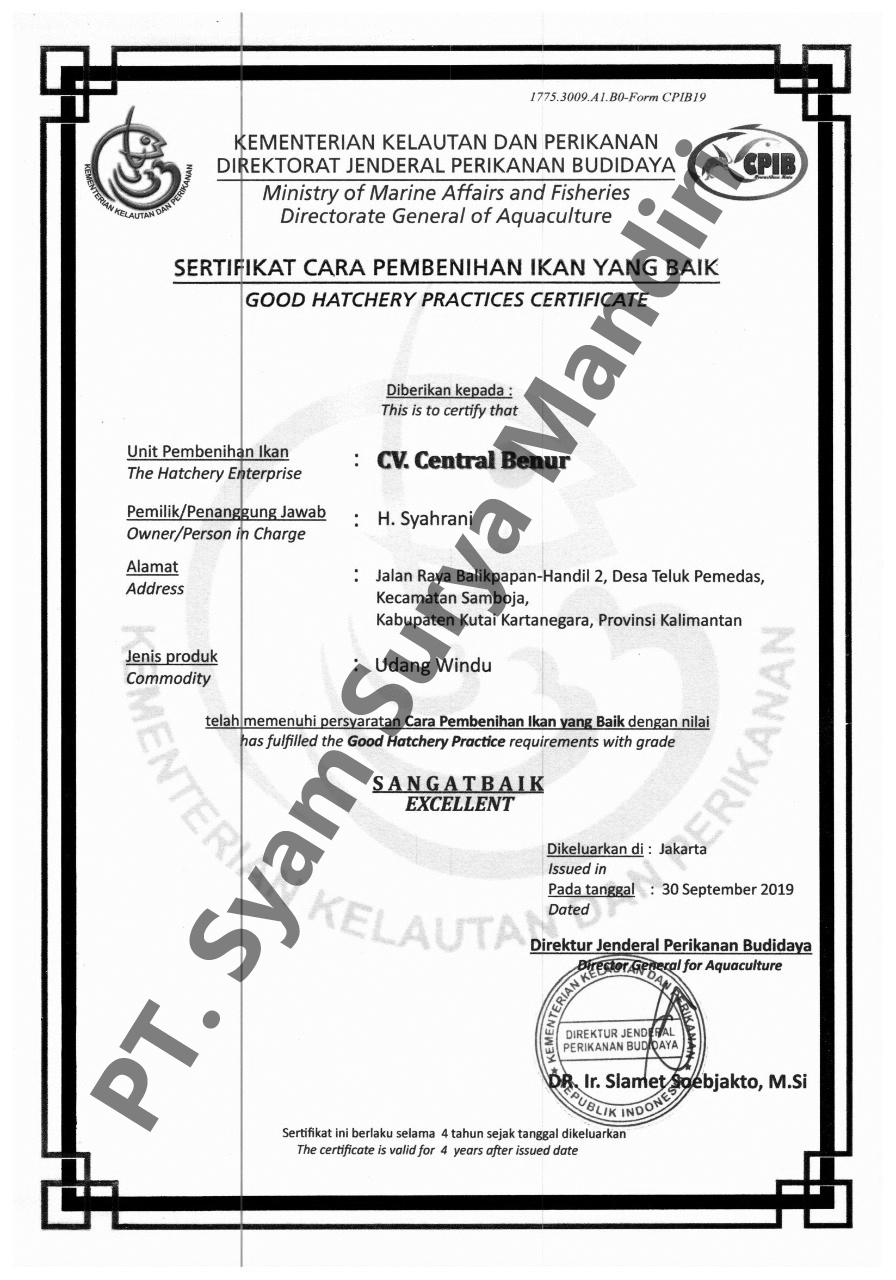 1775.3009.A1.B0-Form CPIB19
KEMENTERIAN KELAUTAN DAN PERIKANAN
CPIB
KEMENTERIAN KELAUTAN DAN PERIKANAN
DIREKTORAT JENDERAL PERIKANAN BUDIDAYA
Ministry of Marine Affairs and Fisheries
Directorate General of Aquaculture
SERTIFIKAT CARA PEMBENIHAN IKAN YANG BAIK
GOOD HATCHERY PRACTICES CERTIFICATE
Diberikan kepada :
This is to certify that
Unit Pembenihan Ikan : CV. Central Benur
The Hatchery Enterprise
Pemilik/Penanggung Jawab : H. Syahrani
Owner/Person in Charge
Alamat : Jalan Raya Balikpapan-Handil 2, Desa Teluk Pemedas,
Address
Kecamatan Samboja,
Kabupaten Kutai Kartanegara, Provinsi Kalimantan
Jenis produk : Udang Windu
Commodity
telah memenuhi persyaratan Cara Pembenihan Ikan yang Baik dengan nilai
has fulfilled the Good Hatchery Practice requirements with grade
SANGATBAIK
EXCELLENT
Dikeluarkan di : Jakarta
Issued in
Pada tanggal : 30 September 2019
Dated
Direktur Jenderal Perikanan Budidaya
Director General for Aquaculture
KEMENTERIAN KELAUTAN DAN PERIKANAN
DIREKTUR JENDERAL
PERIKANAN BUDIDAYA
REPUBLIK INDONESIA
DR. Ir. Slamet Soebjakto, M.Si
Sertifikat ini berlaku selama 4 tahun sejak tanggal dikeluarkan
The certificate is valid for 4 years after issued date
KEMENTERIAN KELAUTAN DAN PERIKANAN
PT. Syam Surya Mandiri